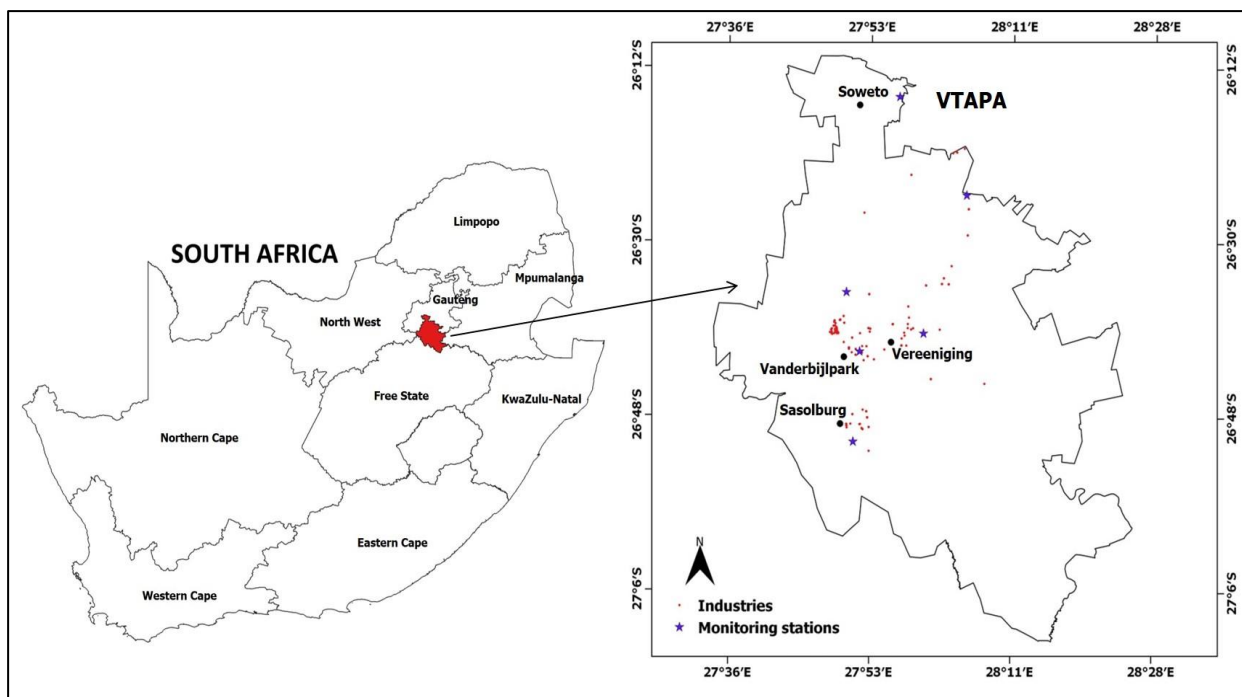 SOUTH AFRICA
Limpopo
Mpumalanga
Gauteng
North West
Free State
KwaZulu-Natal
Northern Cape
Eastern Cape
Western Cape
27°36'E 27°53'E 28°11'E 28°28'E
26°12'S 26°12'S
Soweto
VTAPA
26°30'S 26°30'S
Vereeniging
Vanderbijlpark
Sasolburg
26°48'S 26°48'S
N
27°6'S 27°6'S
Industries
Monitoring stations
27°36'E 27°53'E 28°11'E 28°28'E